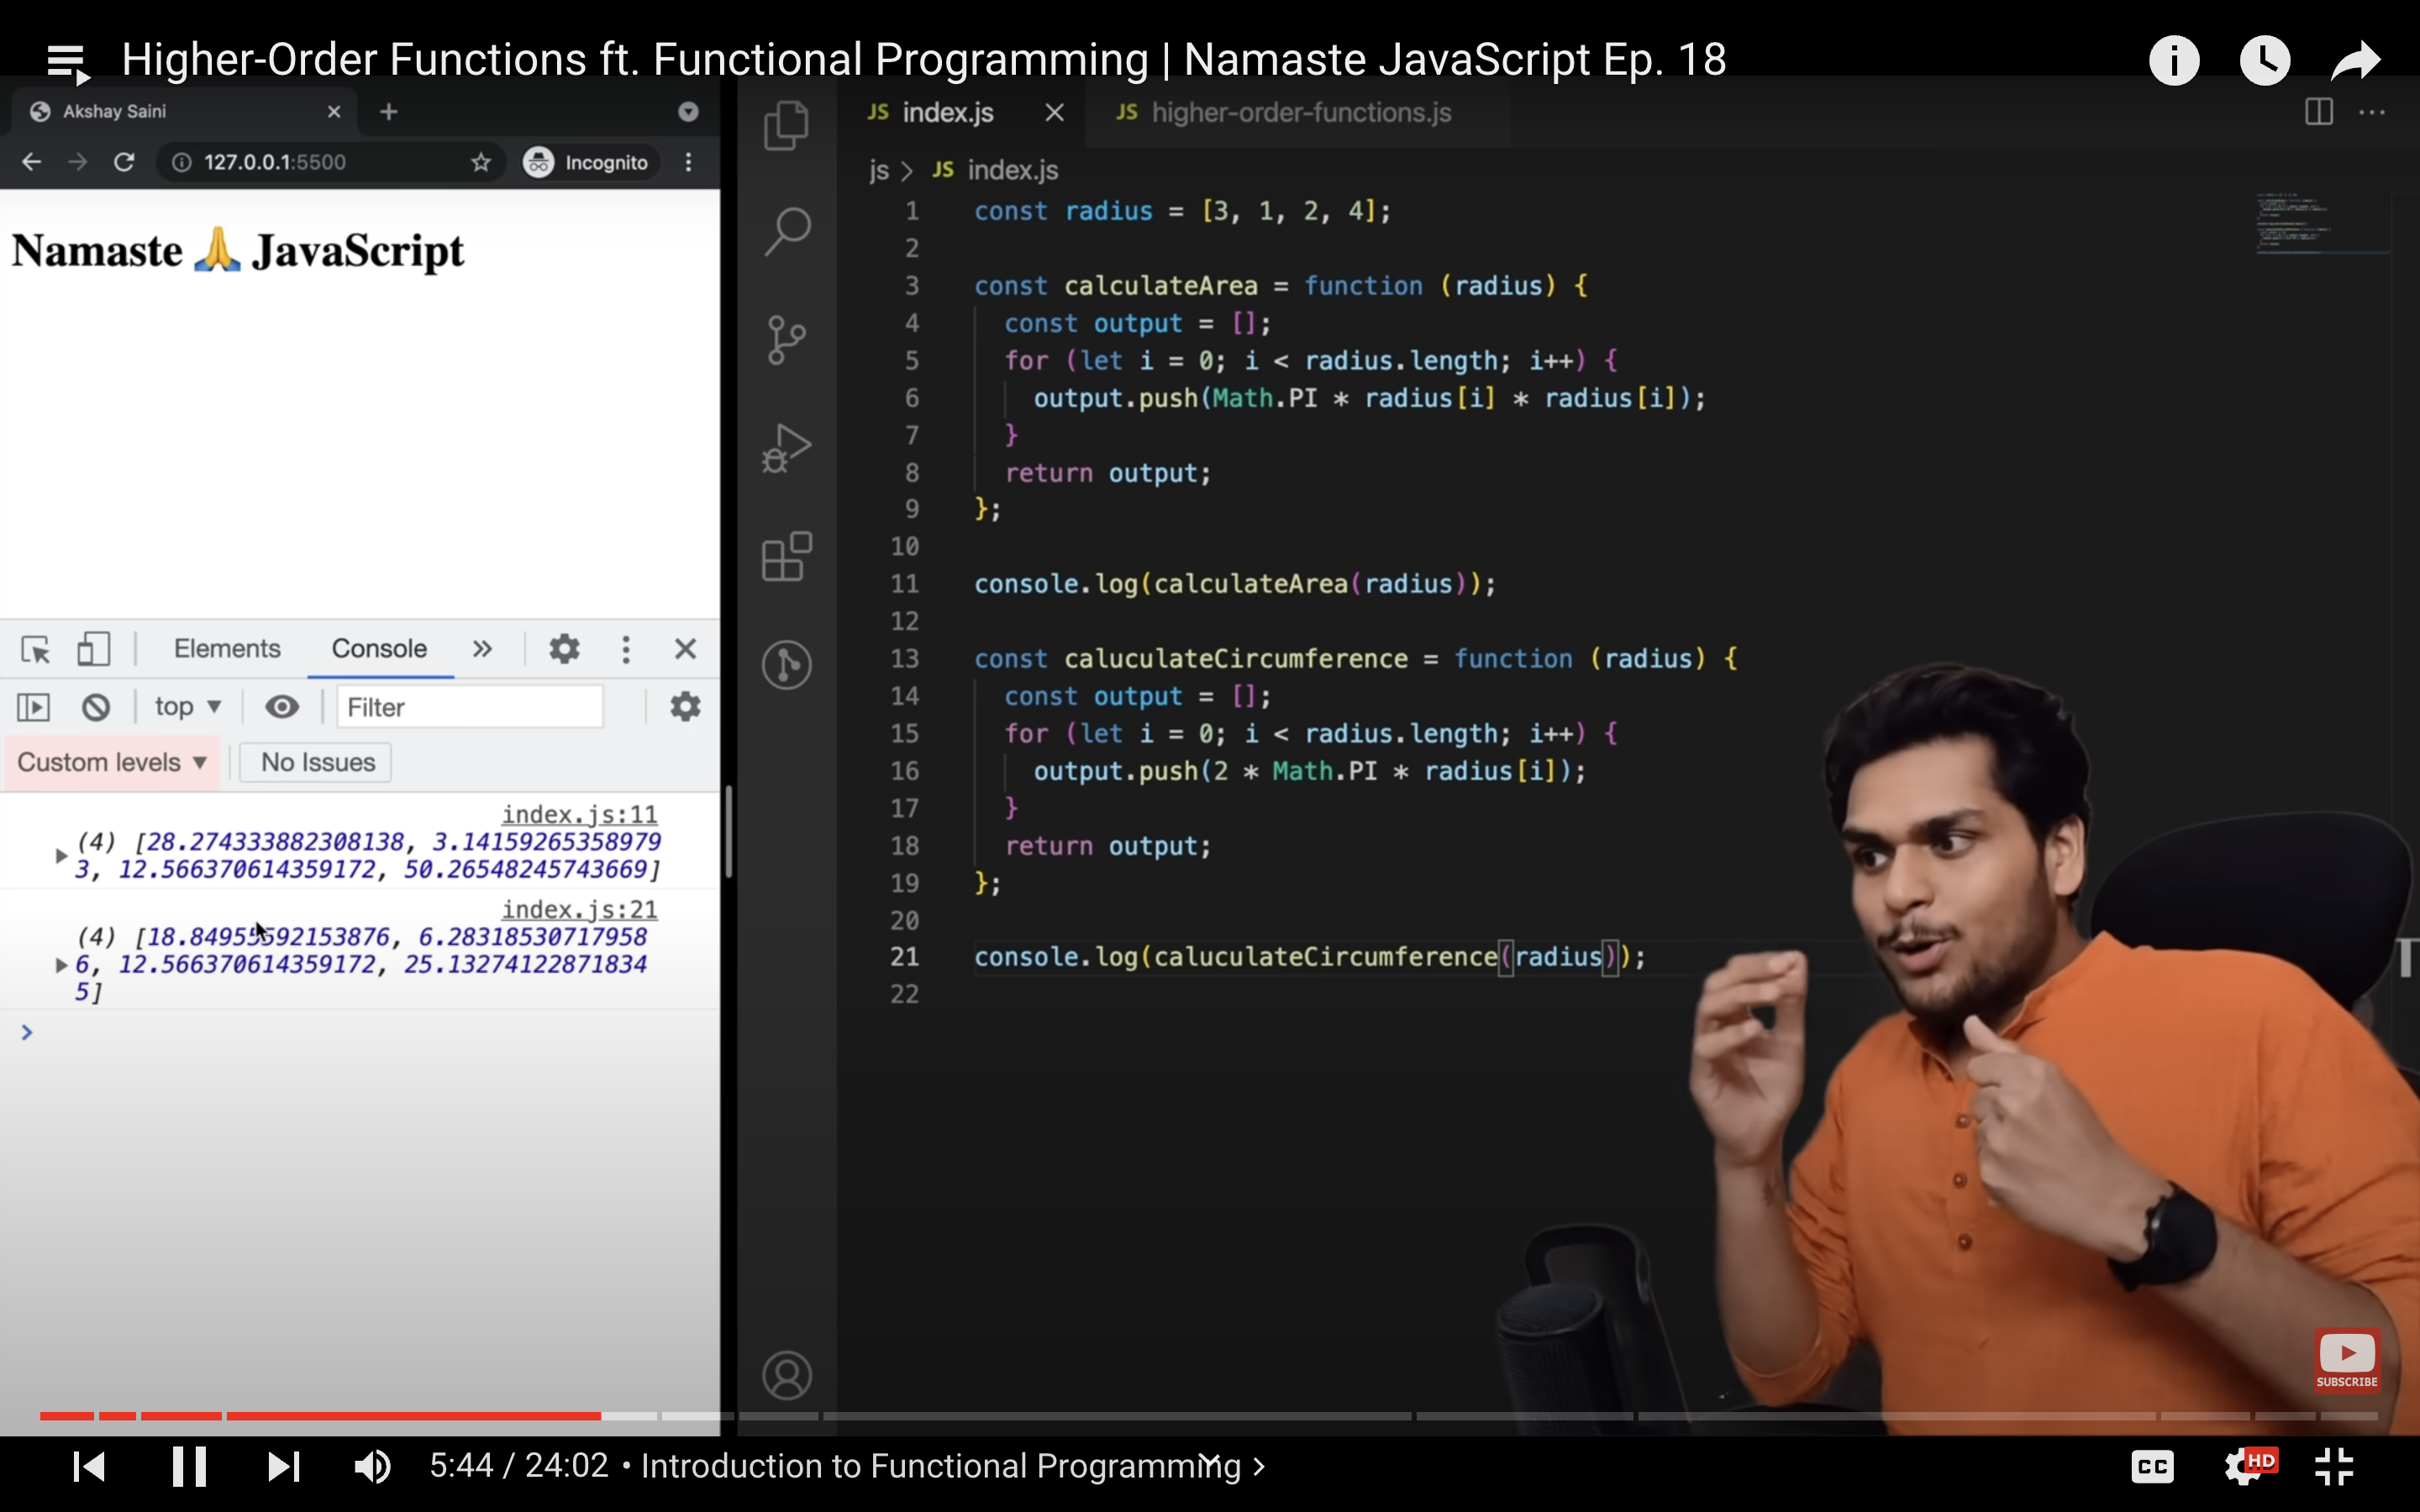 Higher-Order Functions ft. Functional Programming | Namaste JavaScript Ep. 18
Akshay Saini
127.0.0.1:5500
Incognito
Namaste 🙏 JavaScript
Elements Console
top Filter
Custom levels No Issues
index.js:11
(4) [28.274333882308138, 3.14159265358979
3, 12.566370614359172, 50.26548245743669]
index.js:21
(4) [18.84955592153876, 6.28318530717958
6, 12.566370614359172, 25.13274122871834
5]
JS index.js JS higher-order-functions.js
js > JS index.js
1 const radius = [3, 1, 2, 4];
2
3 const calculateArea = function (radius) {
4 const output = [];
5 for (let i = 0; i < radius.length; i++) {
6 output.push(Math.PI * radius[i] * radius[i]);
7 }
8 return output;
9 };
10
11 console.log(calculateArea(radius));
12
13 const caluculateCircumference = function (radius) {
14 const output = [];
15 for (let i = 0; i < radius.length; i++) {
16 output.push(2 * Math.PI * radius[i]);
17 }
18 return output;
19 };
20
21 console.log(caluculateCircumference(radius));
22
SUBSCRIBE
5:44 / 24:02 • Introduction to Functional Programming >
CC HD